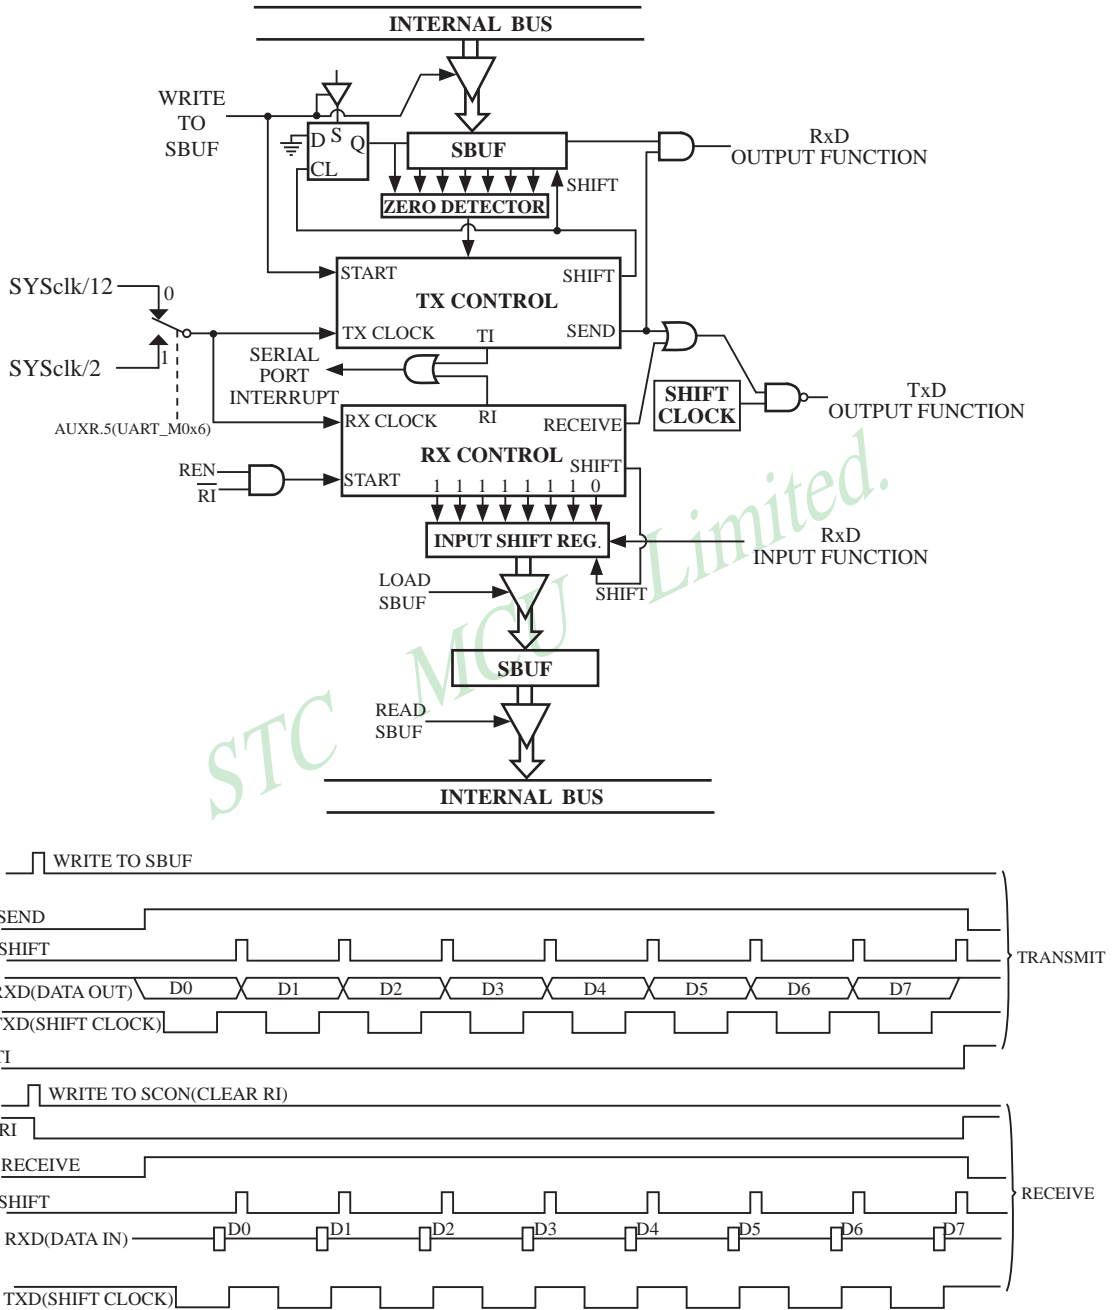 INTERNAL BUS
WRITE
TO
SBUF
D S Q
CL
SBUF
SHIFT
ZERO DETECTOR
RxD
OUTPUT FUNCTION
SYSclk/12
0
SYSclk/2
1
AUXR.5(UART_M0x6)
START
SHIFT
TX CONTROL
TX CLOCK
TI
SEND
SERIAL
PORT
INTERRUPT
SHIFT
CLOCK
TxD
OUTPUT FUNCTION
RX CLOCK
RI
RECEIVE
RX CONTROL
SHIFT
START
1 1 1 1 1 1 1 0
REN
RI
INPUT SHIFT REG.
RxD
INPUT FUNCTION
SHIFT
LOAD
SBUF
SBUF
READ
SBUF
INTERNAL BUS
STC MCU Limited.
WRITE TO SBUF
SEND
SHIFT
RXD(DATA OUT) D0 D1 D2 D3 D4 D5 D6 D7
TXD(SHIFT CLOCK)
TI
TRANSMIT
WRITE TO SCON(CLEAR RI)
RI
RECEIVE
SHIFT
RXD(DATA IN) D0 D1 D2 D3 D4 D5 D6 D7
TXD(SHIFT CLOCK)
RECEIVE